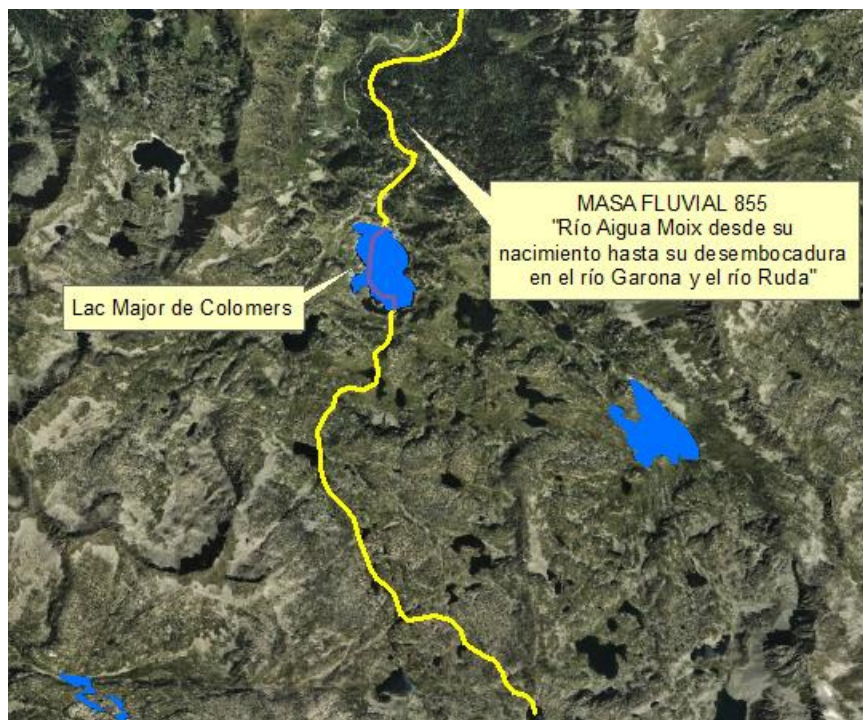 MASA FLUVIAL 855
"Río Aigua Moix desde su
nacimiento hasta su desembocadura
en el río Garona y el río Ruda"
Lac Major de Colomers